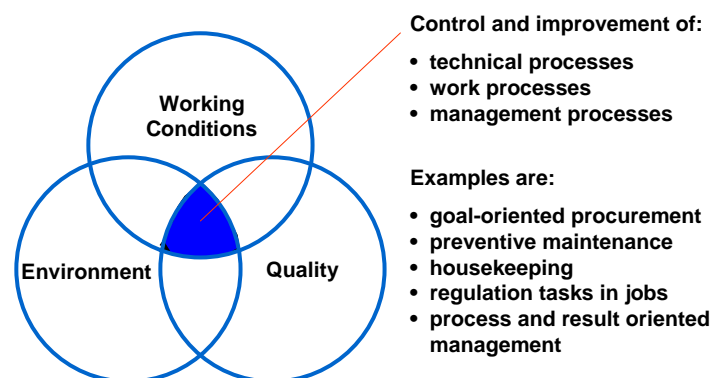 Working
Conditions
Environment
Quality
Control and improvement of:
• technical processes
• work processes
• management processes
Examples are:
• goal-oriented procurement
• preventive maintenance
• housekeeping
• regulation tasks in jobs
• process and result oriented
management